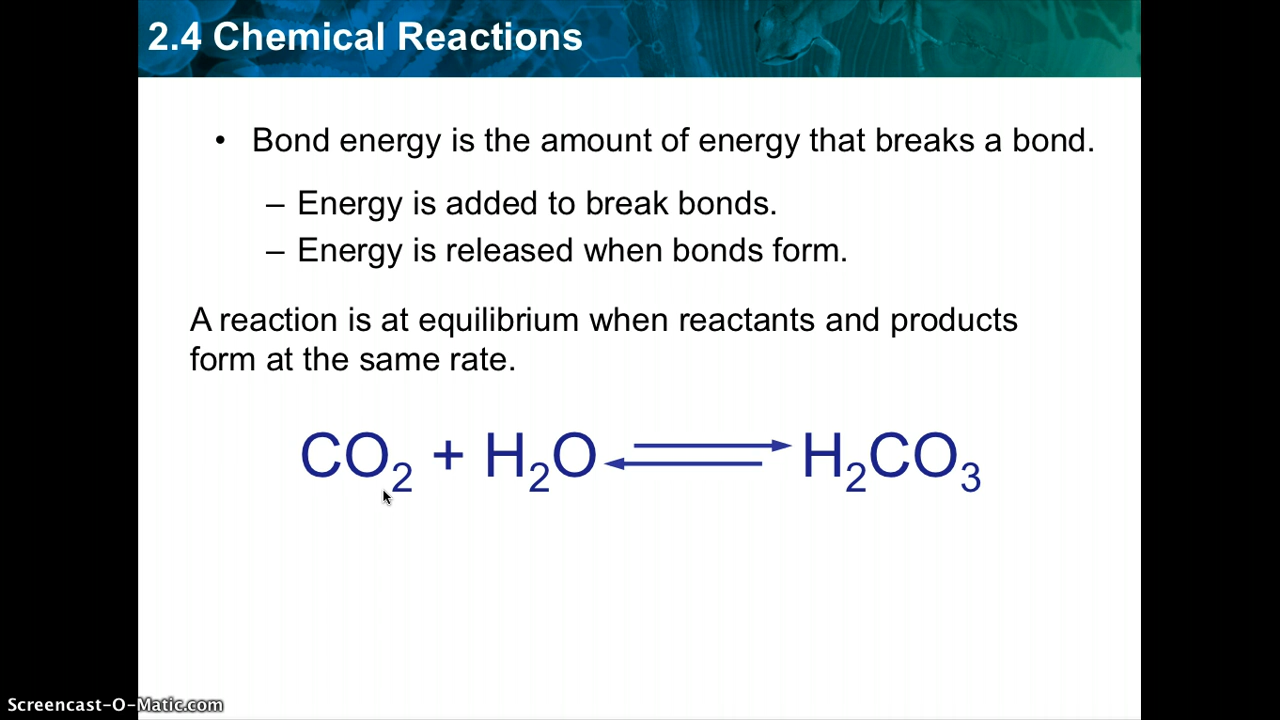 2.4 Chemical Reactions
• Bond energy is the amount of energy that breaks a bond.
– Energy is added to break bonds.
– Energy is released when bonds form.
A reaction is at equilibrium when reactants and products
form at the same rate.
CO₂ + H₂O ⇄ H₂CO₃
Screencast-O-Matic.com